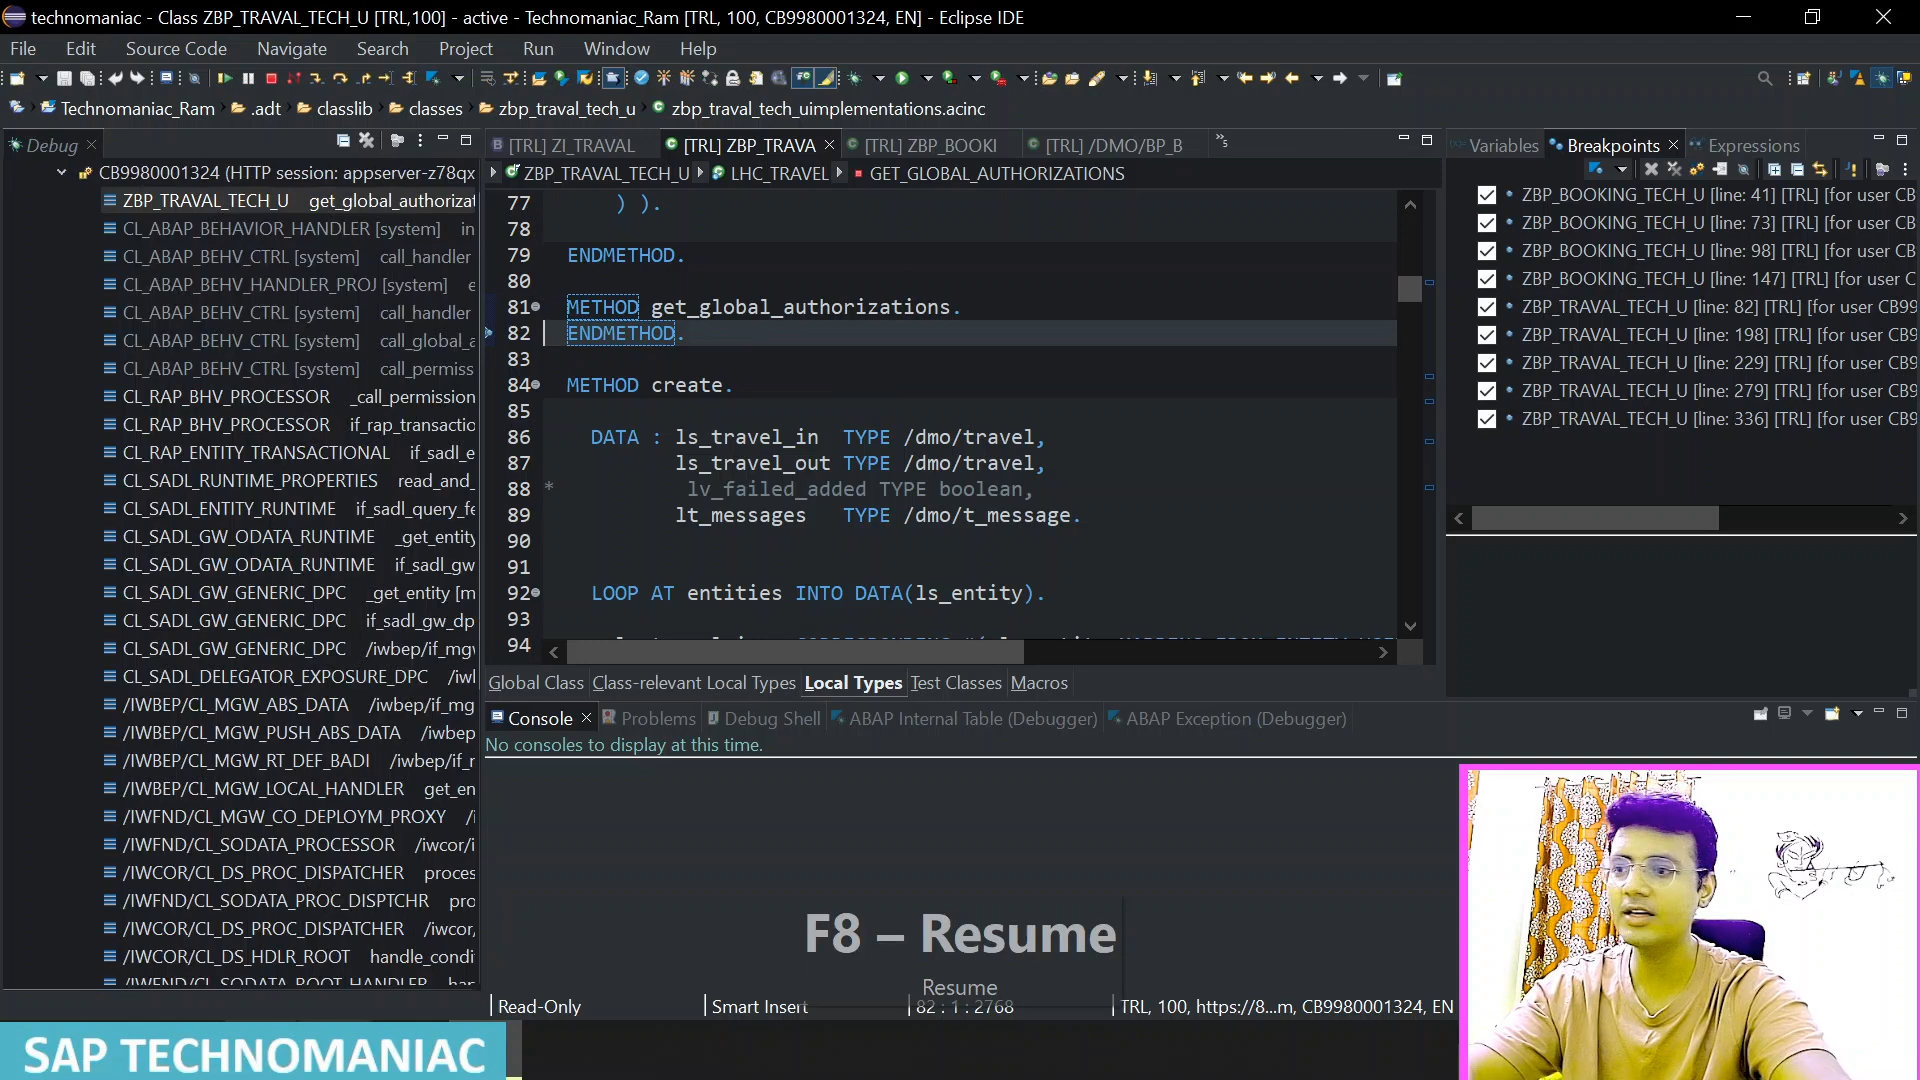 technomaniac - Class ZBP_TRAVAL_TECH_U [TRL,100] - active - Technomaniac_Ram [TRL, 100, CB9980001324, EN] - Eclipse IDE
File Edit Source Code Navigate Search Project Run Window Help
Technomaniac_Ram .adt classlib classes zbp_traval_tech_u zbp_traval_tech_uimplementations.acinc
Debug
CB9980001324 (HTTP session: appserver-z78qx
ZBP_TRAVAL_TECH_U get_global_authorizat
CL_ABAP_BEHAVIOR_HANDLER [system] in
CL_ABAP_BEHV_CTRL [system] call_handler
CL_ABAP_BEHV_HANDLER_PROJ [system] e
CL_ABAP_BEHV_CTRL [system] call_handler
CL_ABAP_BEHV_CTRL [system] call_global_a
CL_ABAP_BEHV_CTRL [system] call_permiss
CL_RAP_BHV_PROCESSOR _call_permission
CL_RAP_BHV_PROCESSOR if_rap_transactio
CL_RAP_ENTITY_TRANSACTIONAL if_sadl_e
CL_SADL_RUNTIME_PROPERTIES read_and_
CL_SADL_ENTITY_RUNTIME if_sadl_query_fe
CL_SADL_GW_ODATA_RUNTIME _get_entity
CL_SADL_GW_ODATA_RUNTIME if_sadl_gw
CL_SADL_GW_GENERIC_DPC _get_entity [m
CL_SADL_GW_GENERIC_DPC if_sadl_gw_dp
CL_SADL_GW_GENERIC_DPC /iwbep/if_mgw
CL_SADL_DELEGATOR_EXPOSURE_DPC /iwl
/IWBEP/CL_MGW_ABS_DATA /iwbep/if_mg
/IWBEP/CL_MGW_PUSH_ABS_DATA /iwbep
/IWBEP/CL_MGW_RT_DEF_BADI /iwbep/if_r
/IWBEP/CL_MGW_LOCAL_HANDLER get_en
/IWFND/CL_MGW_CO_DEPLOYM_PROXY /i
/IWFND/CL_SODATA_PROCESSOR /iwcor/i
/IWCOR/CL_DS_PROC_DISPATCHER proces
/IWFND/CL_SODATA_PROC_DISPTCHR pro
/IWCOR/CL_DS_PROC_DISPATCHER /iwcor,
/IWCOR/CL_DS_HDLR_ROOT handle_condi
/IWFND/CL_SODATA_ROOT_HANDLER har
[TRL] ZI_TRAVAL [TRL] ZBP_TRAVA [TRL] ZBP_BOOKI [TRL] /DMO/BP_B
ZBP_TRAVAL_TECH_U LHC_TRAVEL GET_GLOBAL_AUTHORIZATIONS
77 ) ).
78
79 ENDMETHOD.
80
81 METHOD get_global_authorizations.
82 ENDMETHOD.
83
84 METHOD create.
85
86 DATA : ls_travel_in TYPE /dmo/travel,
87 ls_travel_out TYPE /dmo/travel,
88 * lv_failed_added TYPE boolean,
89 lt_messages TYPE /dmo/t_message.
90
91
92 LOOP AT entities INTO DATA(ls_entity).
93
94
Global Class Class-relevant Local Types Local Types Test Classes Macros
Console Problems Debug Shell ABAP Internal Table (Debugger) ABAP Exception (Debugger)
No consoles to display at this time.
Variables Breakpoints Expressions
ZBP_BOOKING_TECH_U [line: 41] [TRL] [for user CB
ZBP_BOOKING_TECH_U [line: 73] [TRL] [for user CB
ZBP_BOOKING_TECH_U [line: 98] [TRL] [for user CB
ZBP_BOOKING_TECH_U [line: 147] [TRL] [for user C
ZBP_TRAVAL_TECH_U [line: 82] [TRL] [for user CB99
ZBP_TRAVAL_TECH_U [line: 198] [TRL] [for user CB9
ZBP_TRAVAL_TECH_U [line: 229] [TRL] [for user CB9
ZBP_TRAVAL_TECH_U [line: 279] [TRL] [for user CB9
ZBP_TRAVAL_TECH_U [line: 336] [TRL] [for user CB9
F8 – Resume
Resume
Read-Only Smart Insert 82 : 1 : 2768 TRL, 100, https://8...m, CB9980001324, EN
SAP TECHNOMANIAC